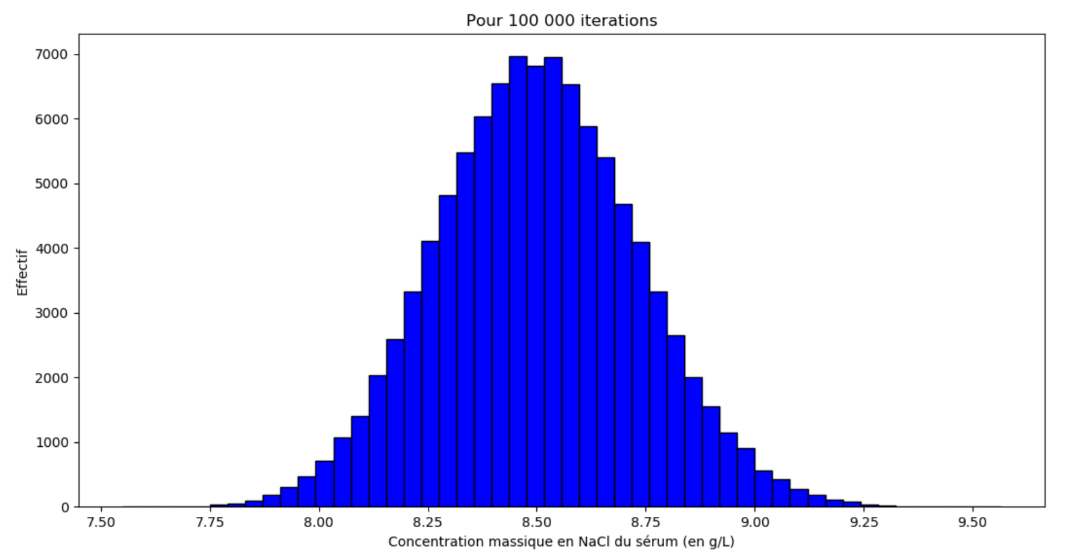 Pour 100 000 iterations
7000
6000
5000
4000
3000
2000
1000
0
Effectif
7.50 7.75 8.00 8.25 8.50 8.75 9.00 9.25 9.50
Concentration massique en NaCl du sérum (en g/L)